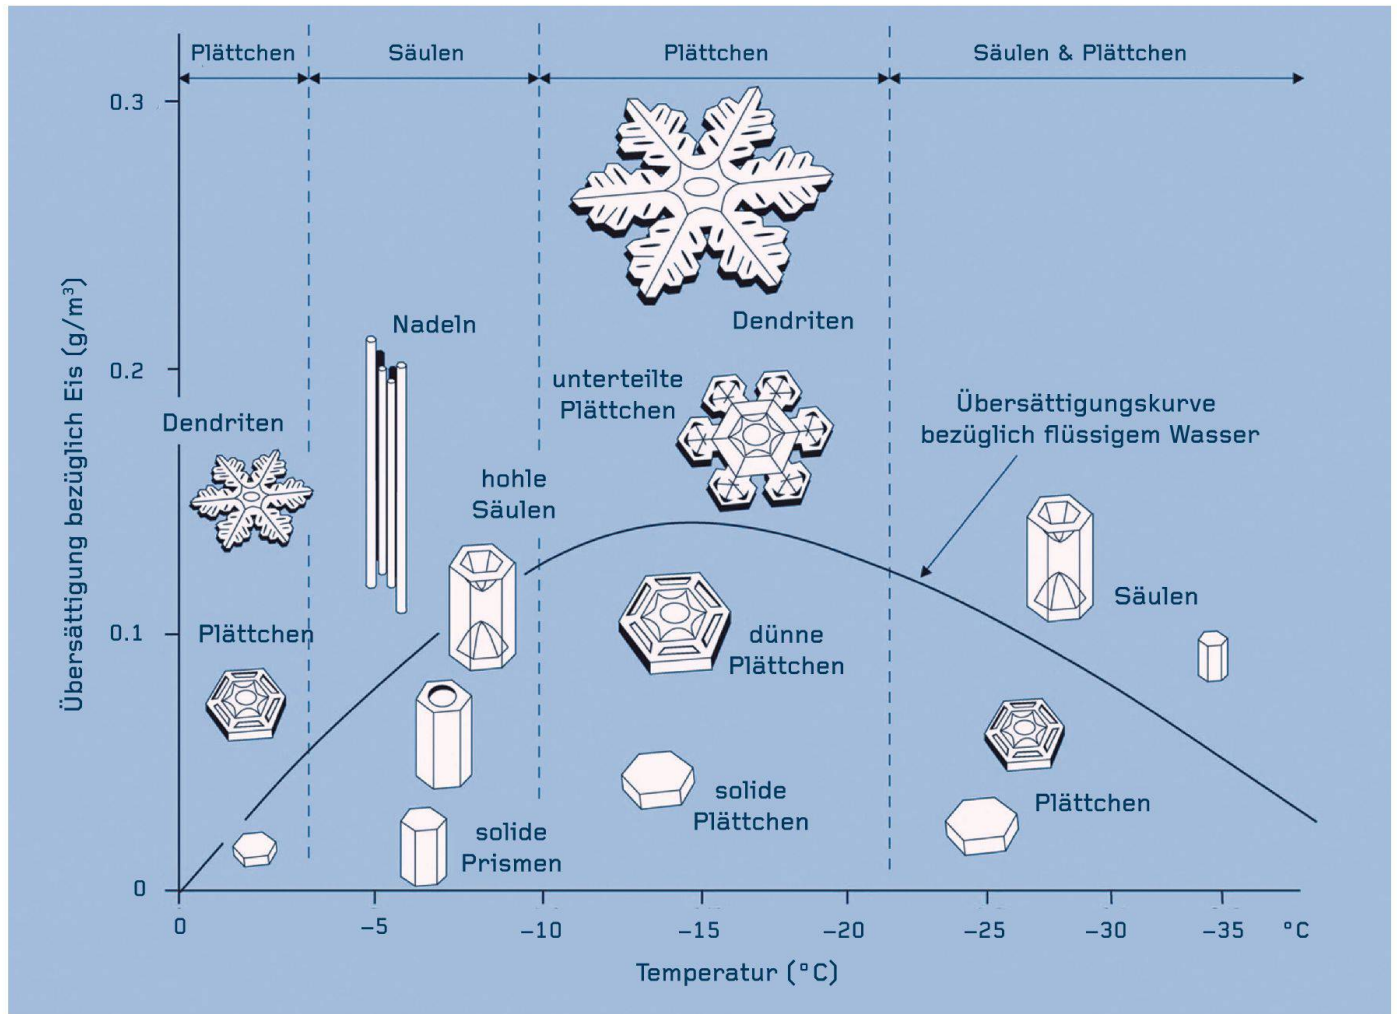 Plättchen
Säulen
Plättchen
Säulen & Plättchen
0.3
0.2
0.1
0
Übersättigung bezüglich Eis (g/m³)
Dendriten
Nadeln
Dendriten
unterteilte
Plättchen
Übersättigungskurve
bezüglich flüssigem Wasser
hohle
Säulen
Plättchen
dünne
Plättchen
Säulen
solide
Plättchen
Plättchen
solide
Prismen
0
-5
-10
-15
-20
-25
-30
-35
°C
Temperatur (°C)